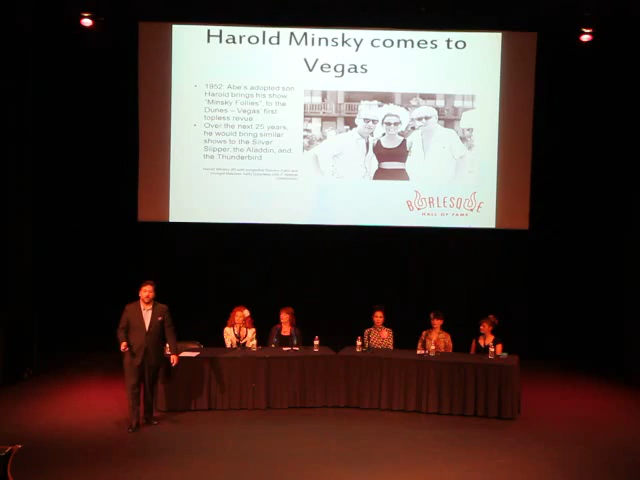 Harold Minsky comes to
Vegas
• 1952: Abe's adopted son
Harold brings his show
"Minsky Follies", to the
Dunes – Vegas' first
topless revue
• Over the next 25 years,
he would bring similar
shows to the Silver
Slipper, the Aladdin, and
the Thunderbird
BURLESQUE
HALL OF FAME